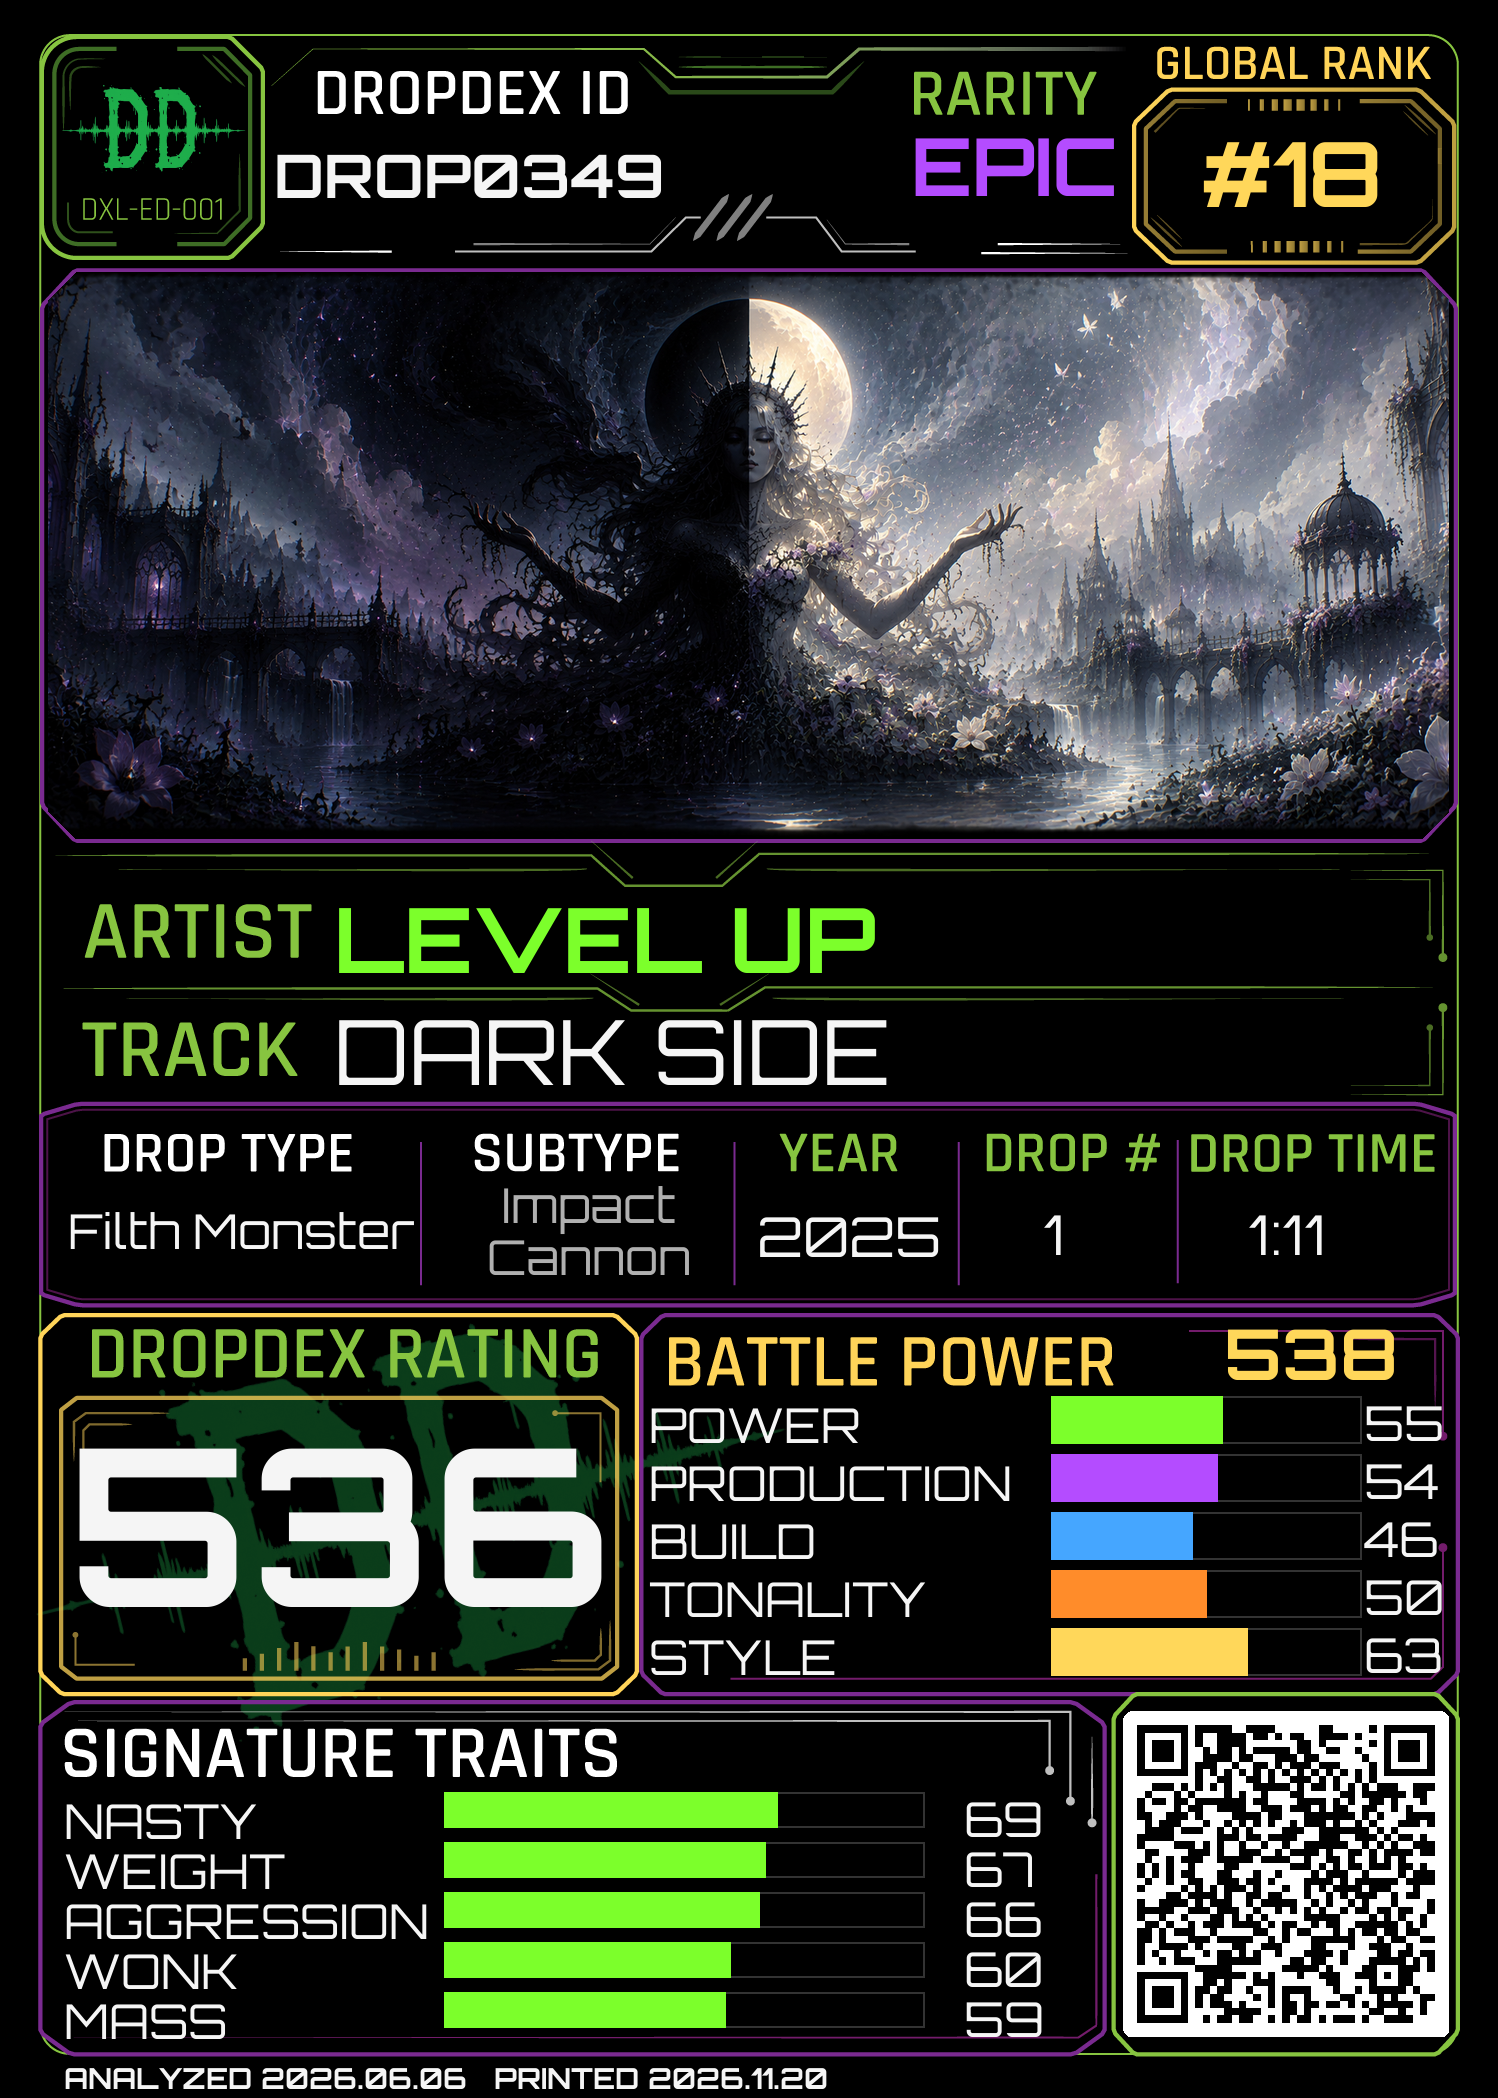 DD
DXL-ED-001
DROPDEX ID
DROP0349
RARITY
EPIC
GLOBAL RANK
#18
ARTIST LEVEL UP
TRACK DARK SIDE
DROP TYPE
Filth Monster
SUBTYPE
Impact
Cannon
YEAR
2025
DROP #
1
DROP TIME
1:11
DROPDEX RATING
536
BATTLE POWER 538
POWER 55
PRODUCTION 54
BUILD 46
TONALITY 50
STYLE 63
SIGNATURE TRAITS
NASTY 69
WEIGHT 67
AGGRESSION 66
WONK 60
MASS 59
ANALYZED 2026.06.06 PRINTED 2026.11.20